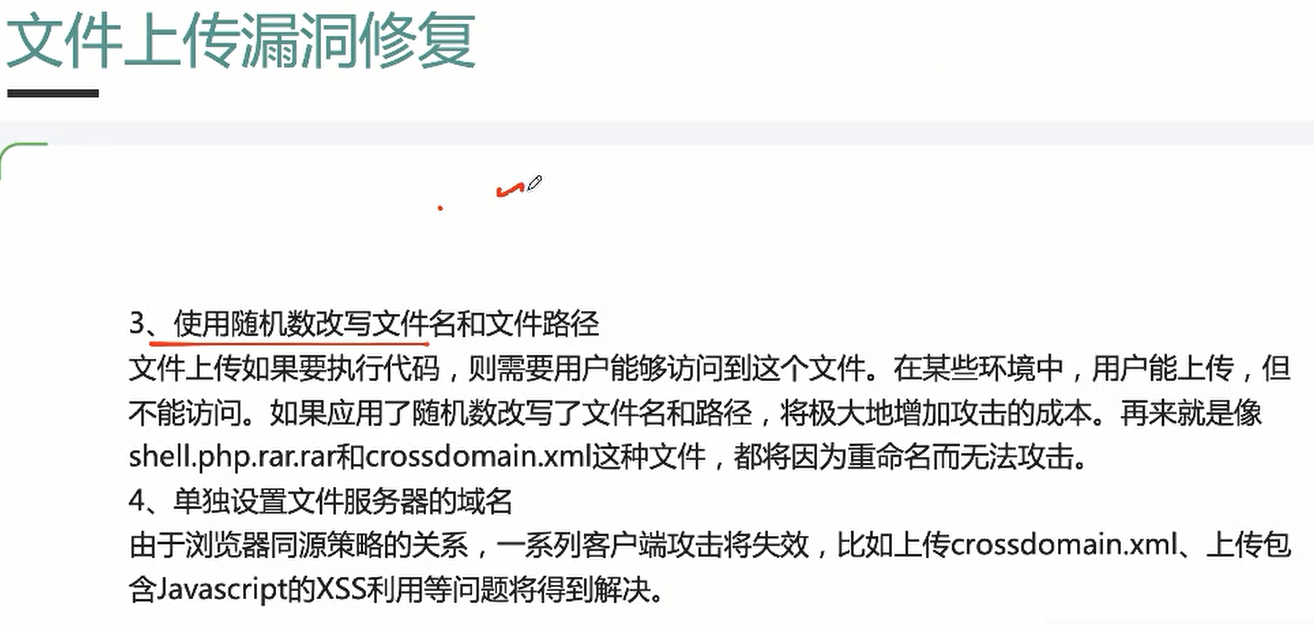 文件上传漏洞修复
3、使用随机数改写文件名和文件路径
文件上传如果要执行代码，则需要用户能够访问到这个文件。在某些环境中，用户能上传，但
不能访问。如果应用了随机数改写了文件名和路径，将极大地增加攻击的成本。再来就是像
shell.php.rar.rar和crossdomain.xml这种文件，都将因为重命名而无法攻击。
4、单独设置文件服务器的域名
由于浏览器同源策略的关系，一系列客户端攻击将失效，比如上传crossdomain.xml、上传包
含Javascript的XSS利用等问题将得到解决。